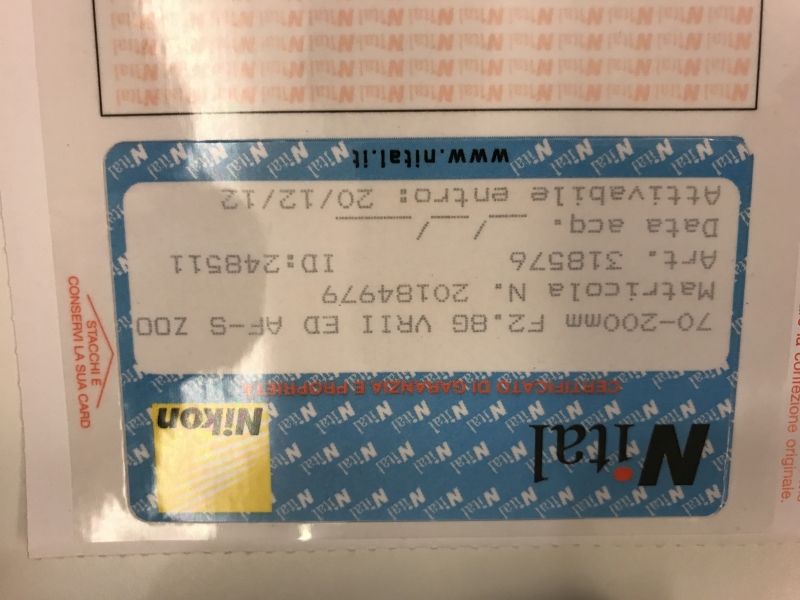 Nital
Nikon
CERTIFICATO DI GARANZIA E PROPRIETÀ
70-200mm F2.8G VRII ED AF-S ZOO
Matricola N. 20184979
Art. 318576 ID:248511
Data acq. __/__/____
Attivabile entro: 20/12/12
www.nital.it
STACCHI E
CONSERVI LA SUA CARD
la confezione originale.